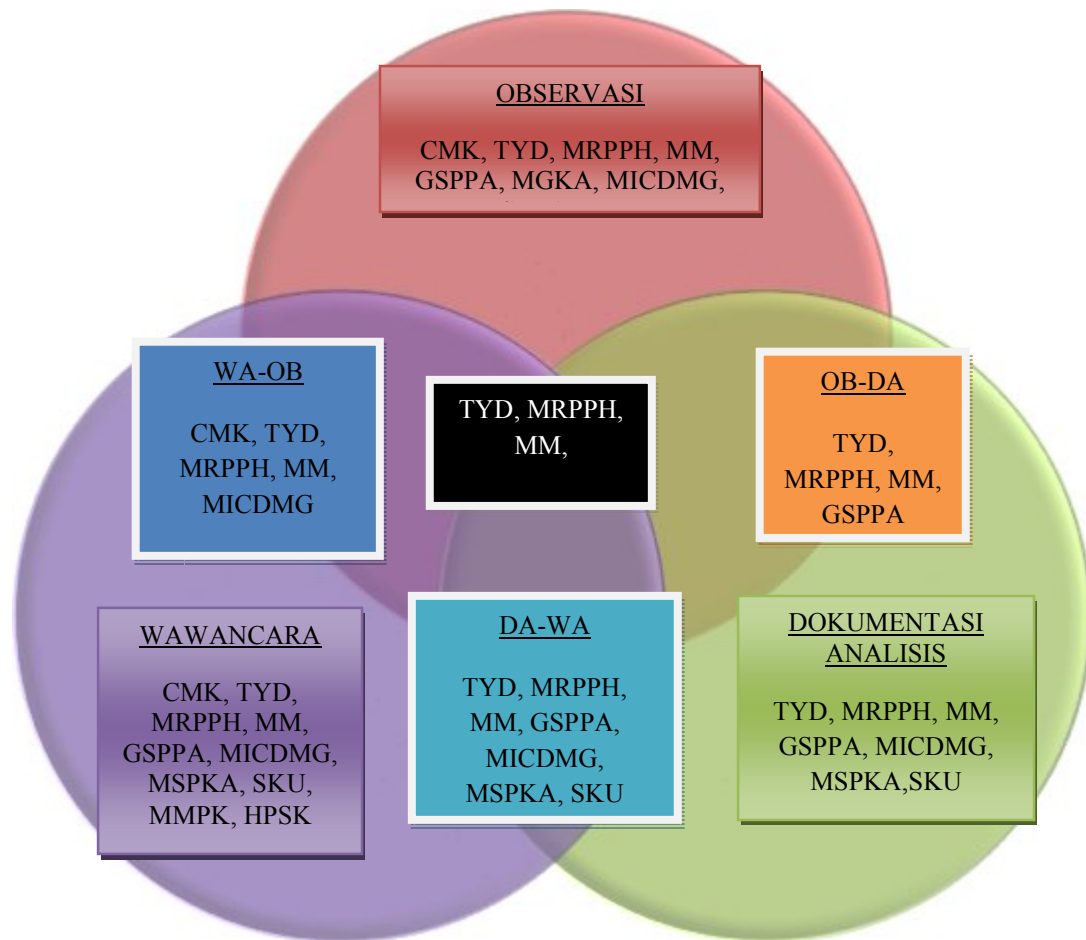 OBSERVASI
CMK, TYD, MRPPH, MM,
GSPPA, MGKA, MICDMG,
WA-OB
CMK, TYD,
MRPPH, MM,
MICDMG
TYD, MRPPH,
MM,
OB-DA
TYD,
MRPPH, MM,
GSPPA
WAWANCARA
CMK, TYD,
MRPPH, MM,
GSPPA, MICDMG,
MSPKA, SKU,
MMPK, HPSK
DA-WA
TYD, MRPPH,
MM, GSPPA,
MICDMG,
MSPKA, SKU
DOKUMENTASI
ANALISIS
TYD, MRPPH, MM,
GSPPA, MICDMG,
MSPKA,SKU